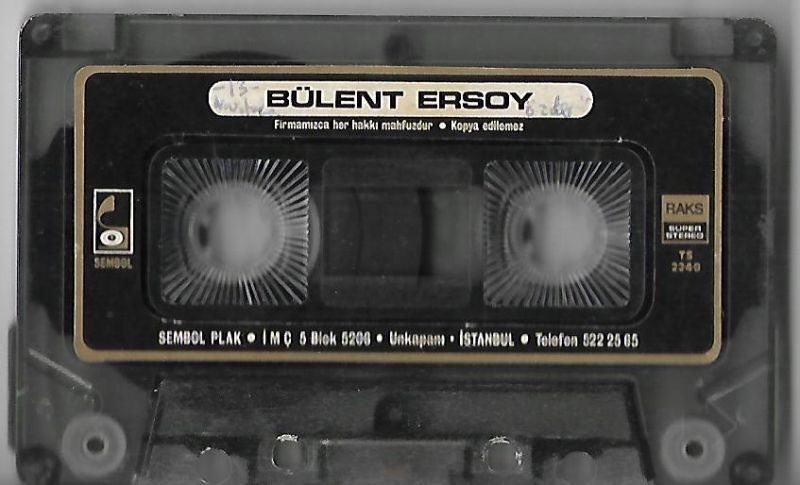 BÜLENT ERSOY
Firmamızca her hakkı mahfuzdur • Kopya edilemez
SEMBOL
RAKS
SUPER
STEREO
TS
2240
SEMBOL PLAK • İ M Ç 5 Blok 5206 • Unkapanı • İSTANBUL • Telefon 522 25 65